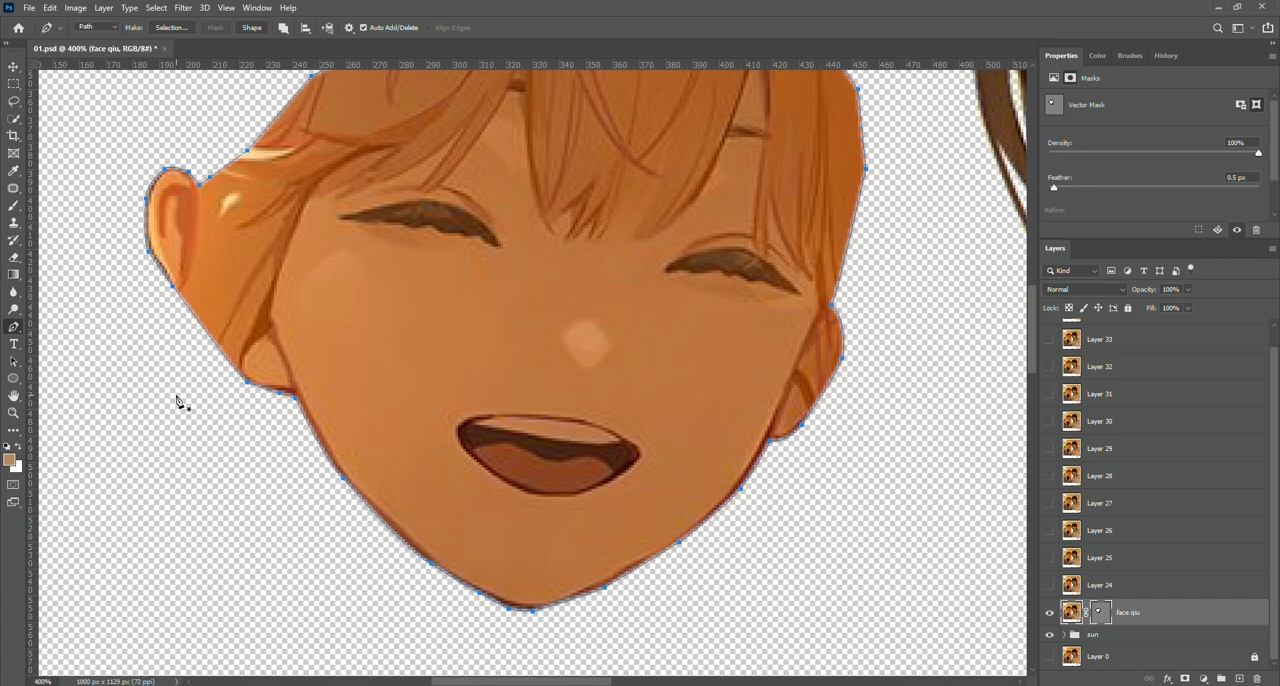 Ps File Edit Image Layer Type Select Filter 3D View Window Help
Path Make: Selection... Mask Shape Auto Add/Delete Align Edges
01.psd @ 400% (face qiu, RGB/8#) * ×
150 160 170 180 190 200 210 220 230 240 250 260 270 280 290 300 310 320 330 340 350 360 370 380 390 400 410 420 430 440 450 460 470 480 490 500 510
Properties Color Brushes History
Masks
Vector Mask
Density: 100%
Feather: 0.5 px
Refine:
Layers
Kind
Normal Opacity: 100%
Lock: Fill: 100%
Layer 33
Layer 32
Layer 31
Layer 30
Layer 29
Layer 28
Layer 27
Layer 26
Layer 25
Layer 24
face qiu
sun
Layer 0
400% 1000 px x 1129 px (72 ppi)
fx